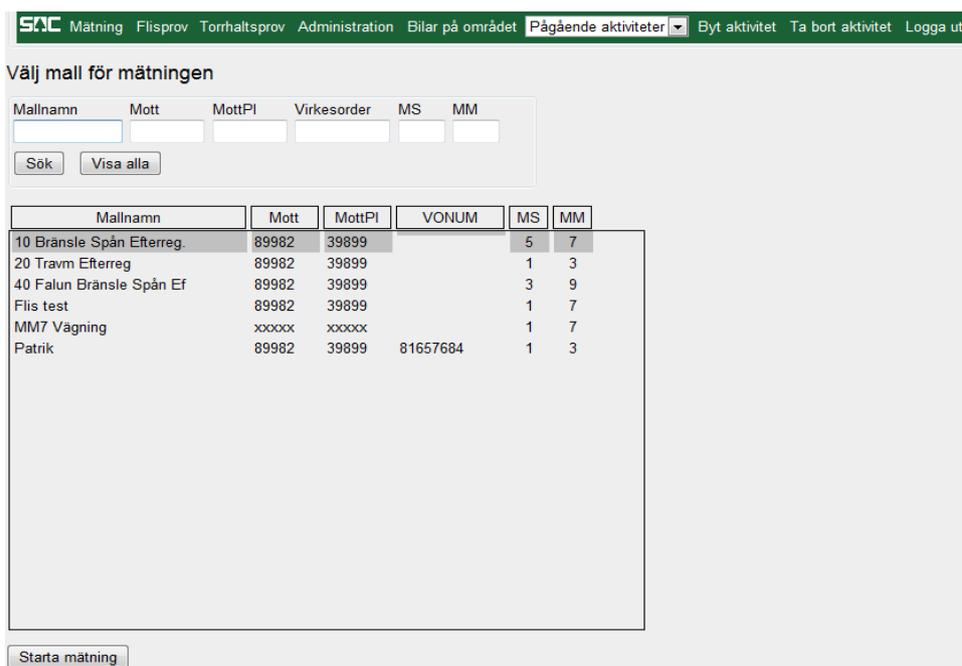 SDC Mätning Flisprov Torrhaltsprov Administration Bilar på området Pågående aktiviteter Byt aktivitet Ta bort aktivitet Logga ut
Välj mall för mätningen
Mallnamn Mott MottPl Virkesorder MS MM
Sök Visa alla
Mallnamn Mott MottPl VONUM MS MM
10 Bränsle Spån Efterreg. 89982 39899 5 7
20 Travm Efterreg 89982 39899 1 3
40 Falun Bränsle Spån Ef 89982 39899 3 9
Flis test 89982 39899 1 7
MM7 Vägning xxxxx xxxxx 1 7
Patrik 89982 39899 81657684 1 3
Starta mätning